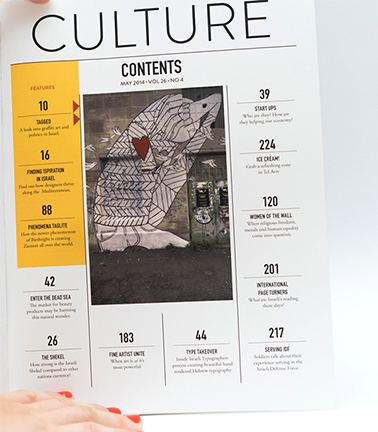 CULTURE
CONTENTS
MAY 2014 • VOL 26 • NO 4
FEATURES
10
TAGGED
A look into graffiti art and
politics in Israel.
16
FINDING ISPIRATION
IN ISRAEL
Find out how designers thrive
along the Mediterranean.
88
PHENOMENA TAGLITE
How the newer phenomenon
of Birthright is creating
Zionists all over the world.
42
ENTER THE DEAD SEA
The market for beauty
products may be harming
this natural wonder.
26
THE SHEKEL
How strong is the Israeli
Shekel compared to other
nations currency?
183
FINE ARTIST UNITE
When art is at it's
most powerful.
44
TYPE TAKEOVER
Inside Israeli Typographers
process creating beautiful hand
rendered Hebrew typography
39
START UPS
Who are they? How are
they helping our economy?
224
ICE CREAM!
Grab a refreshing cone
in Tel Aviv
120
WOMEN OF THE WALL
When religious freedom,
morals and human equality
come into question.
201
INTERNATIONAL
PAGE TURNERS
What are Israeli's reading
these days?
217
SERVING IDF
Soldiers talk about their
experience serving in the
Israeli Defense Force